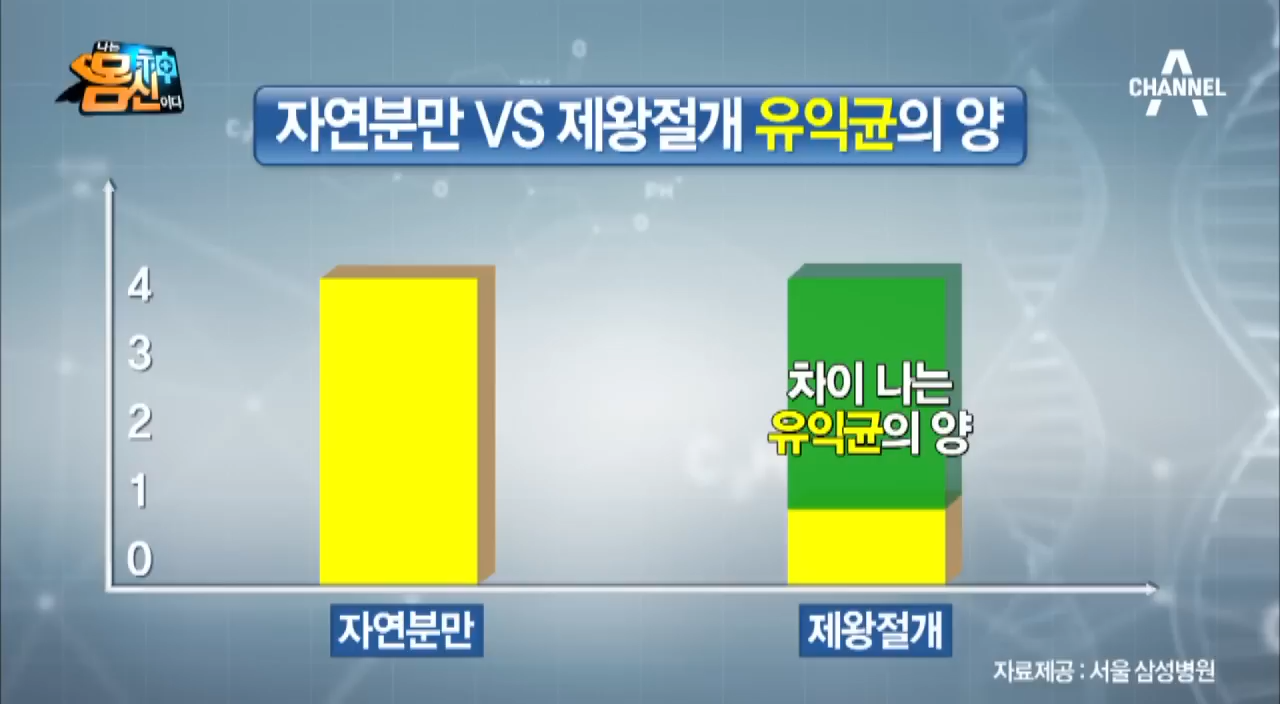 나는
몸神신이다
CHANNEL A
자연분만 VS 제왕절개 유익균의 양
4
3
2
1
0
차이 나는
유익균의 양
자연분만
제왕절개
자료제공 : 서울 삼성병원